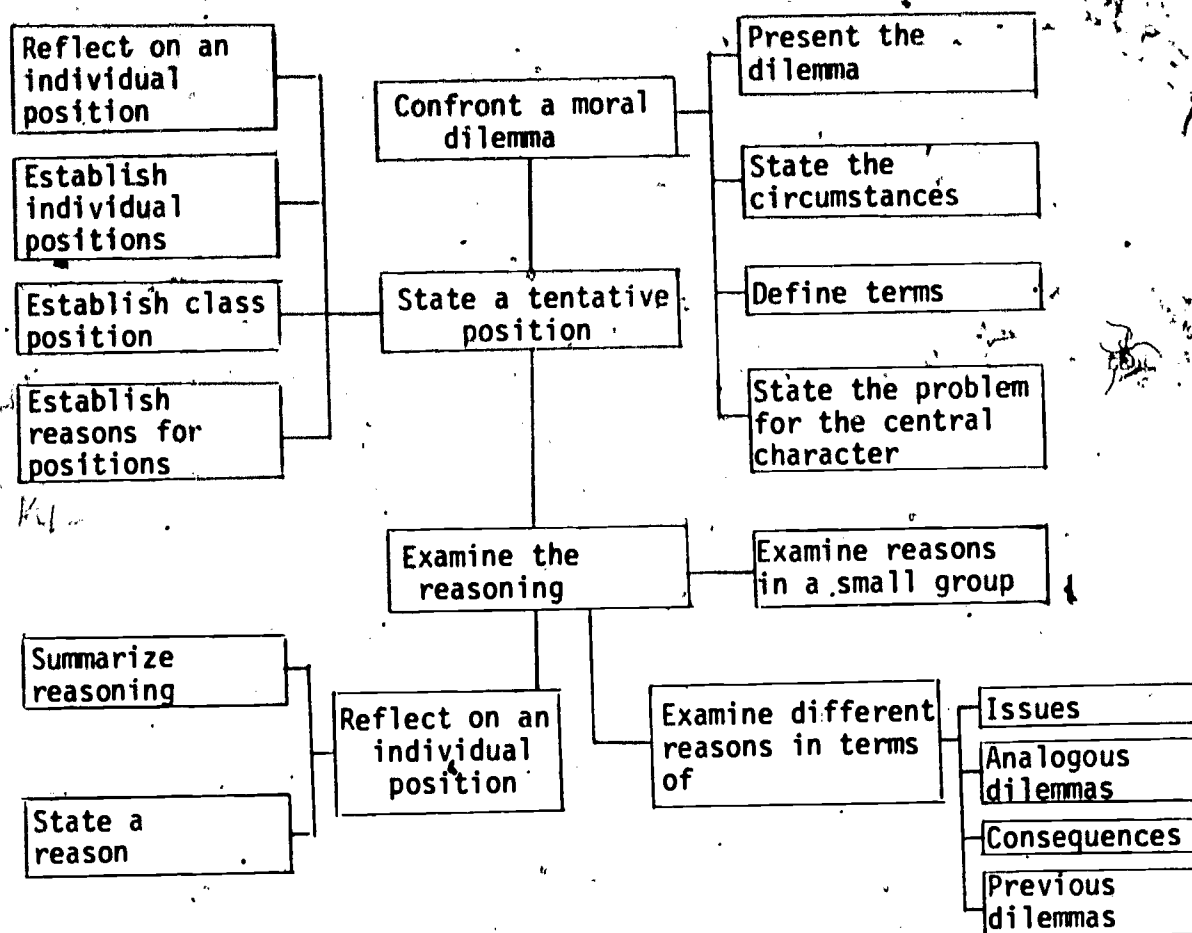 Reflect on an
individual
position
Establish
individual
positions
Establish class
position
Establish
reasons for
positions
Confront a moral
dilemma
State a tentative
position
Present the
dilemma
State the
circumstances
Define terms
State the problem
for the central
character
Examine the
reasoning
Examine reasons
in a small group
Summarize
reasoning
State a
reason
Reflect on an
individual
position
Examine different
reasons in terms
of
Issues
Analogous
dilemmas
Consequences
Previous
dilemmas